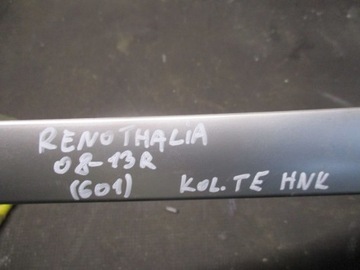 RENOTHALIA
08-13R
(601) KOL.TE HNK